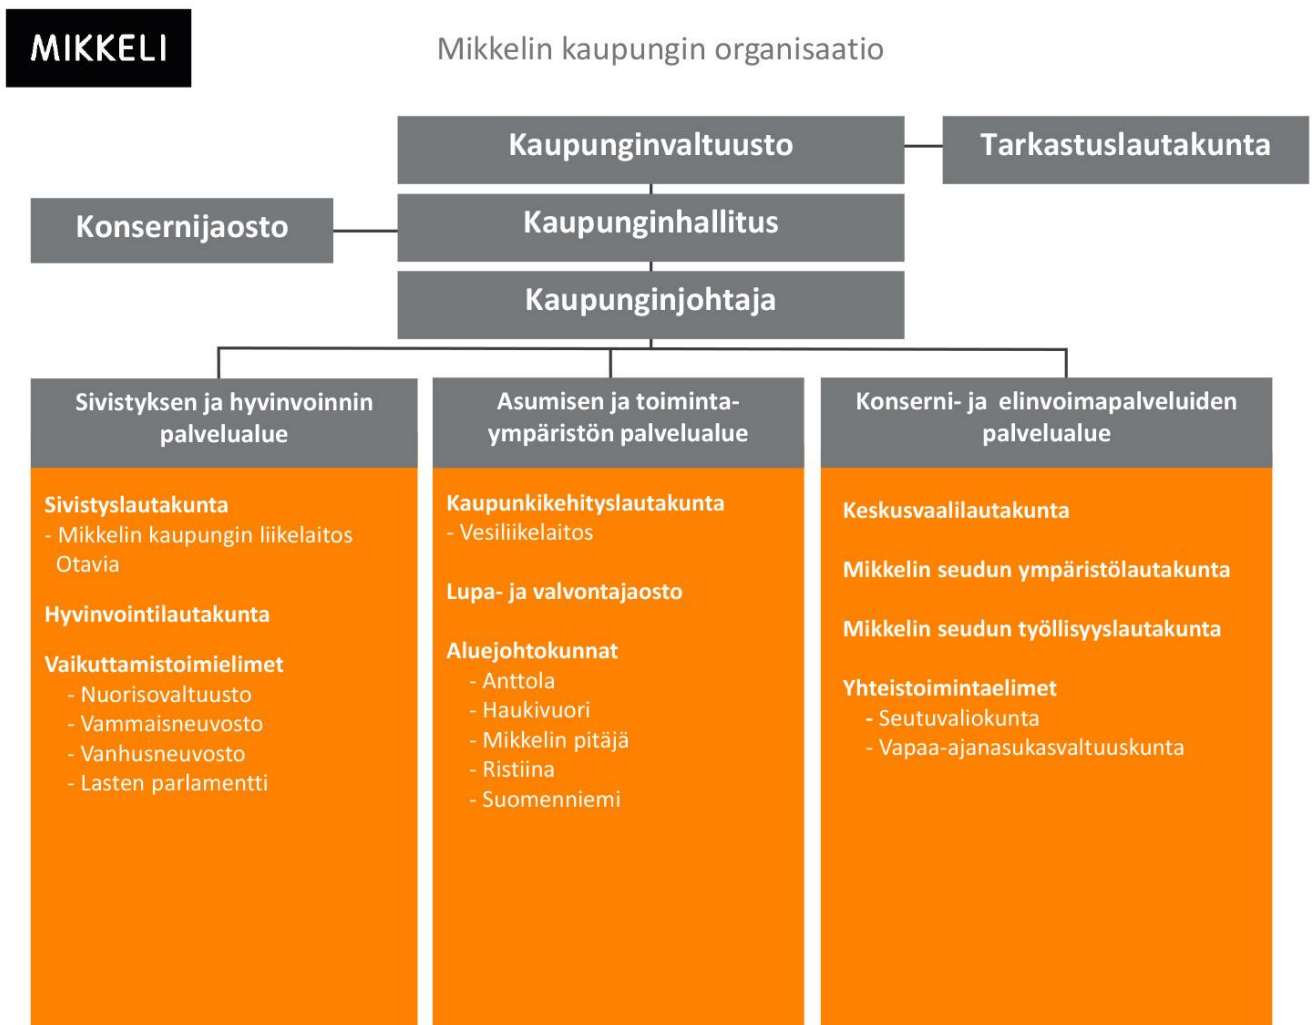 MIKKELI
Mikkelin kaupungin organisaatio
Kaupunginvaltuusto
Tarkastuslautakunta
Konsernijaosto
Kaupunginhallitus
Kaupunginjohtaja
Sivistyksen ja hyvinvoinnin
palvelualue
Sivistyslautakunta
- Mikkelin kaupungin liikelaitos
Otavia
Hyvinvointilautakunta
Vaikuttamistoimielimet
- Nuorisovaltuusto
- Vammaisneuvosto
- Vanhusneuvosto
- Lasten parlamentti
Asumisen ja toiminta-
ympäristön palvelualue
Kaupunkikehityslautakunta
- Vesiliikelaitos
Lupa- ja valvontajaosto
Aluejohtokunnat
- Anttola
- Haukivuori
- Mikkelin pitäjä
- Ristiina
- Suomenniemi
Konserni- ja elinvoimapalveluiden
palvelualue
Keskusvaalilautakunta
Mikkelin seudun ympäristölautakunta
Mikkelin seudun työllisyyslautakunta
Yhteistoimintaelimet
- Seutuvaliokunta
- Vapaa-ajanasukasvaltuuskunta